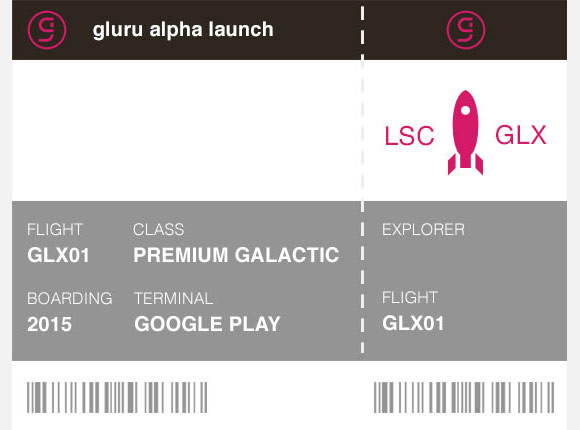 gluru alpha launch
LSC GLX
FLIGHT CLASS
GLX01 PREMIUM GALACTIC
BOARDING TERMINAL
2015 GOOGLE PLAY
EXPLORER
FLIGHT
GLX01